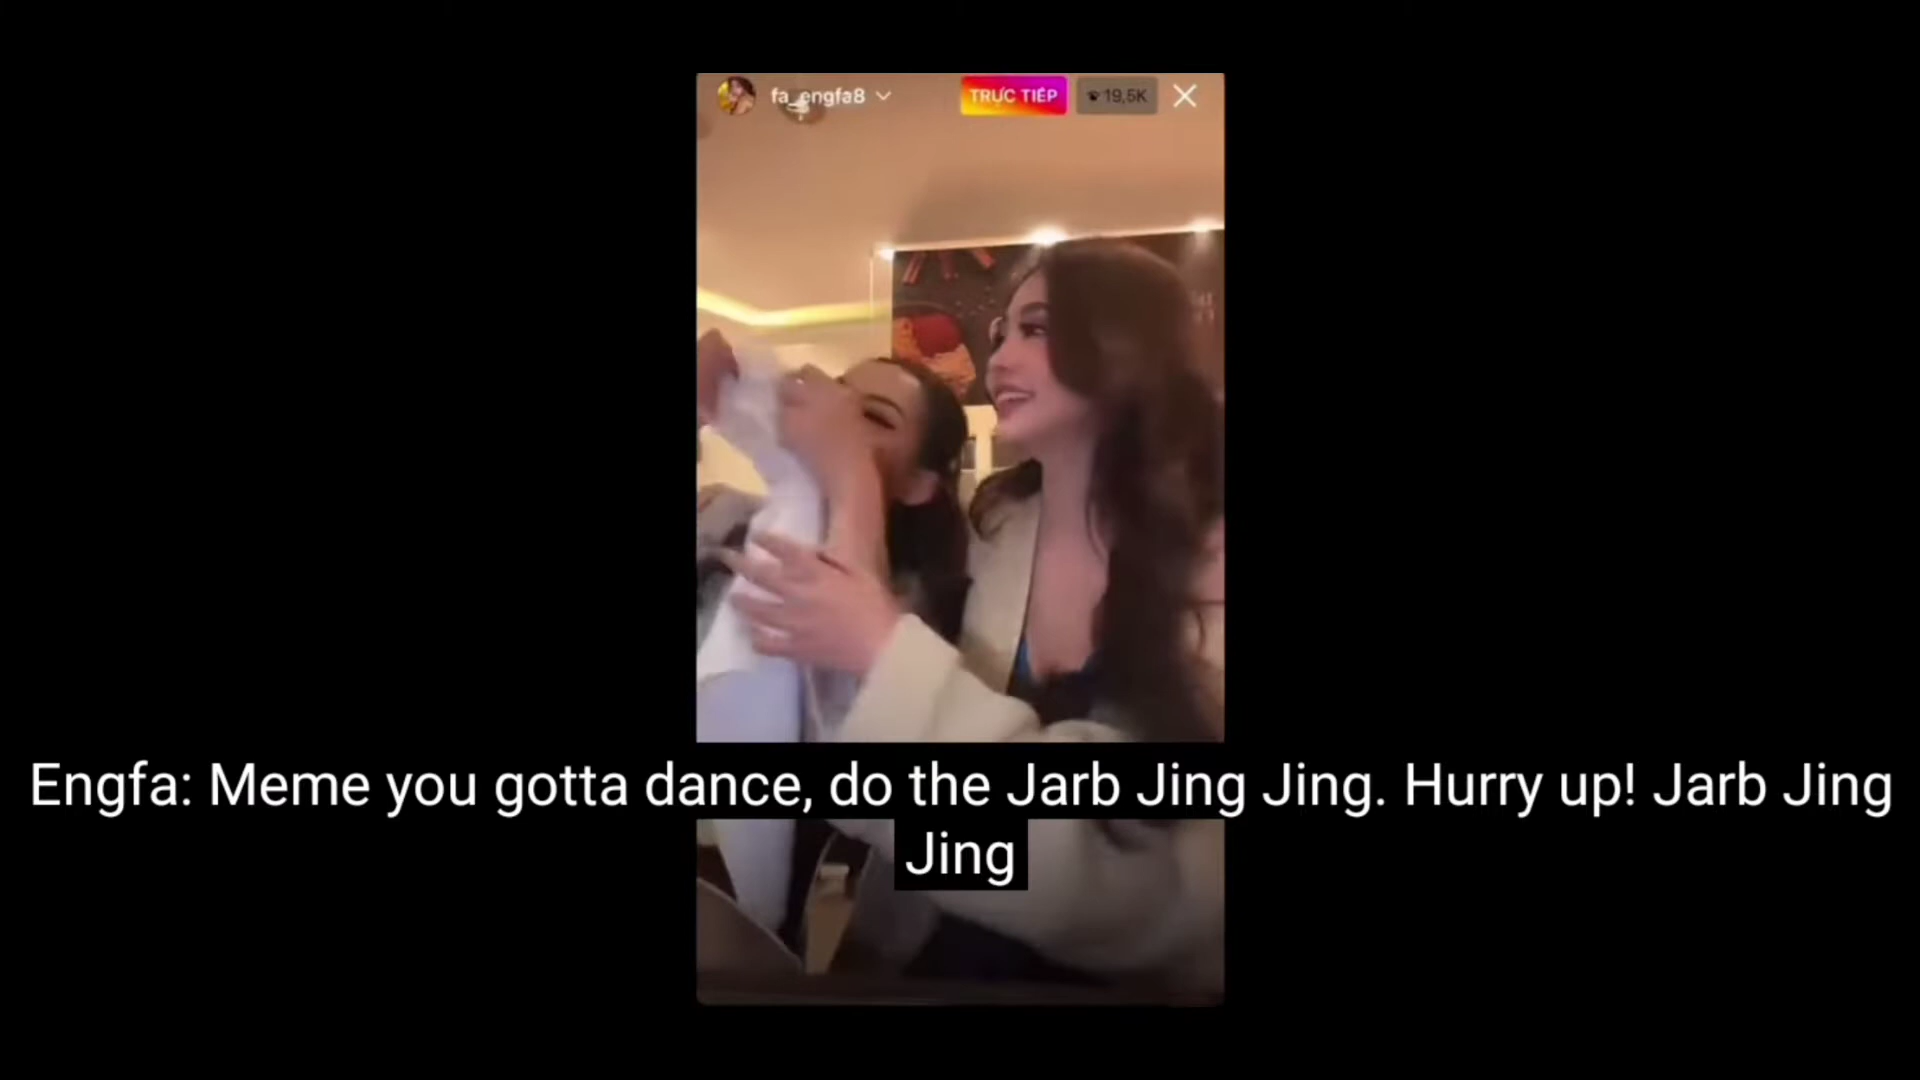 fa_engfa8
TRỰC TIẾP
19,5K
Engfa: Meme you gotta dance, do the Jarb Jing Jing. Hurry up! Jarb Jing
Jing